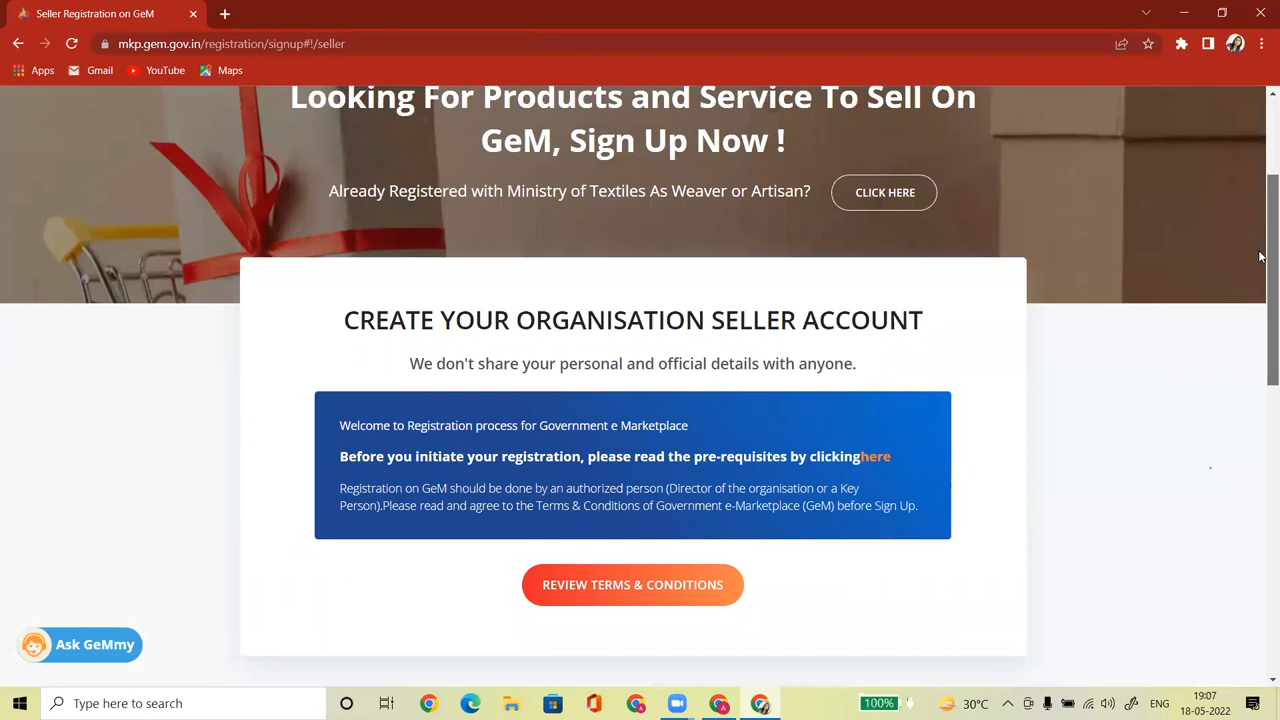 Seller Registration on GeM
mkp.gem.gov.in/registration/signup#!/seller
Apps Gmail YouTube Maps
Looking For Products and Service To Sell On
GeM, Sign Up Now !
Already Registered with Ministry of Textiles As Weaver or Artisan? CLICK HERE
CREATE YOUR ORGANISATION SELLER ACCOUNT
We don't share your personal and official details with anyone.
Welcome to Registration process for Government e Marketplace
Before you initiate your registration, please read the pre-requisites by clickinghere
Registration on GeM should be done by an authorized person (Director of the organisation or a Key
Person).Please read and agree to the Terms & Conditions of Government e-Marketplace (GeM) before Sign Up.
REVIEW TERMS & CONDITIONS
Ask GeMmy
Type here to search
100%
30°C
ENG
19:07
18-05-2022